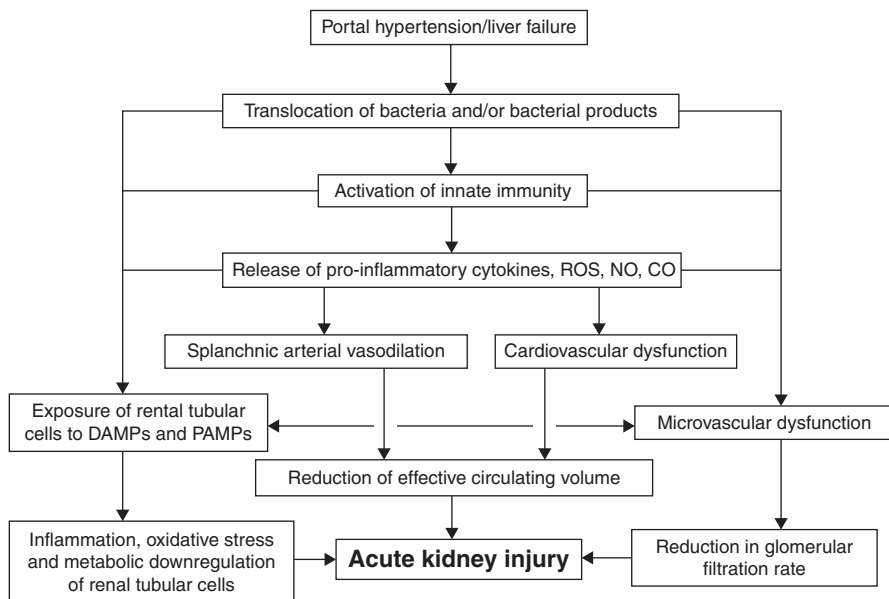 Portal hypertension/liver failure
Translocation of bacteria and/or bacterial products
Activation of innate immunity
Release of pro-inflammatory cytokines, ROS, NO, CO
Splanchnic arterial vasodilation
Cardiovascular dysfunction
Exposure of rental tubular
cells to DAMPs and PAMPs
Microvascular dysfunction
Reduction of effective circulating volume
Inflammation, oxidative stress
and metabolic downregulation
of renal tubular cells
Acute kidney injury
Reduction in glomerular
filtration rate